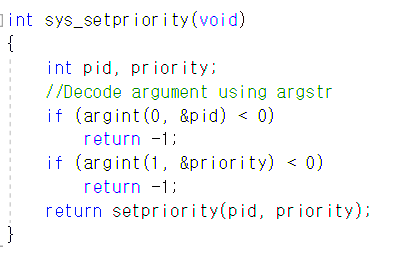 int sys_setpriority(void)
{
    int pid, priority;
    //Decode argument using argstr
    if (argint(0, &pid) < 0)
        return -1;
    if (argint(1, &priority) < 0)
        return -1;
    return setpriority(pid, priority);
}